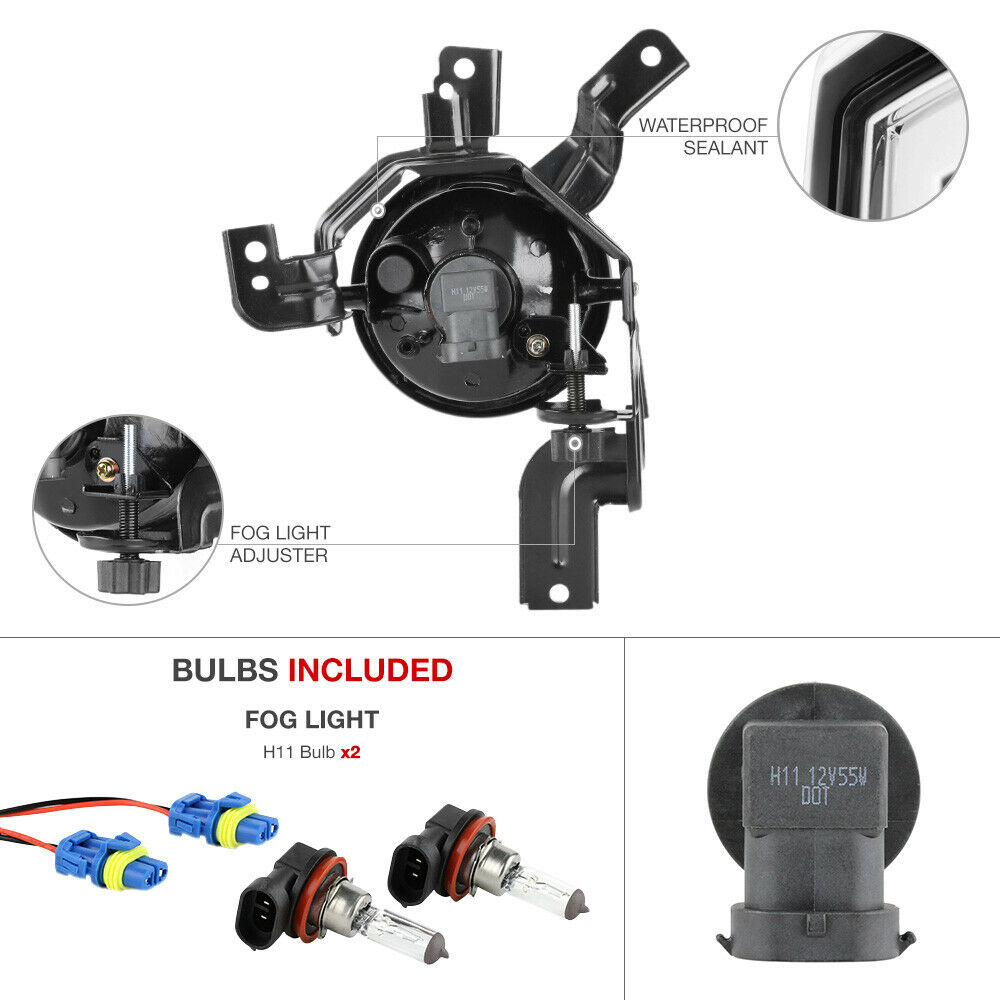 WATERPROOF
SEALANT
H11 12V55W
DOT
FOG LIGHT
ADJUSTER
BULBS INCLUDED
FOG LIGHT
H11 Bulb x2
H11 12V55W
DOT